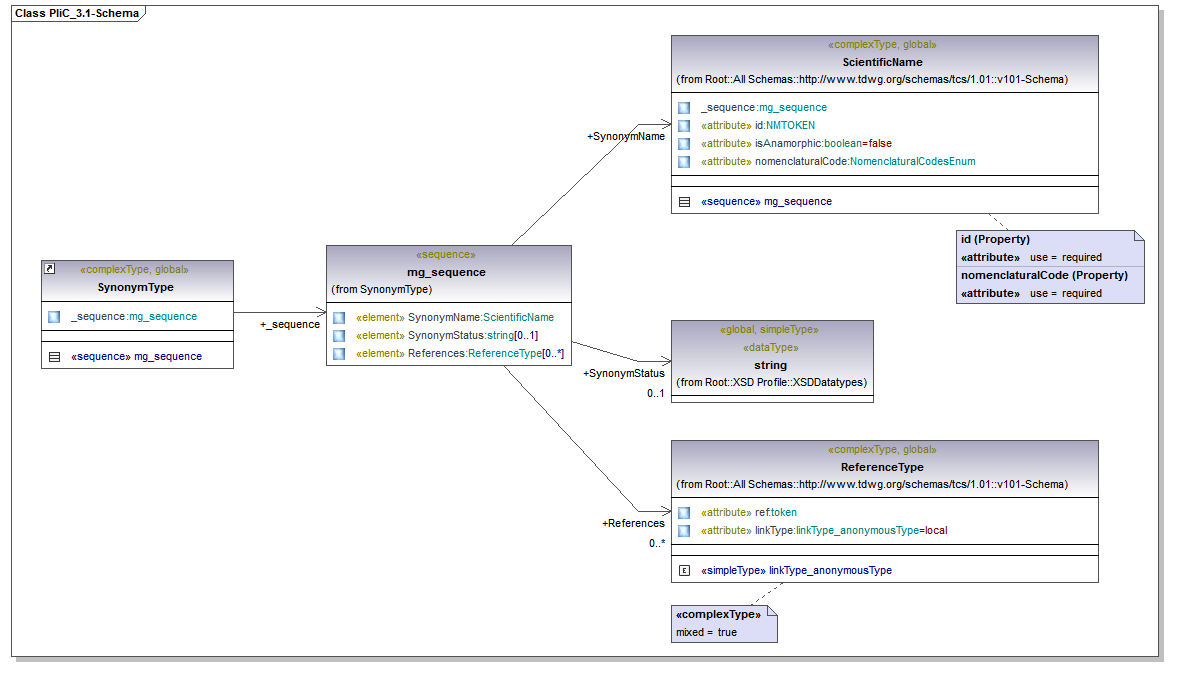 Class PliC_3.1-Schema
«complexType, global»
ScientificName
(from Root::All Schemas::http://www.tdwg.org/schemas/tcs/1.01::v101-Schema)
_sequence:mg_sequence
«attribute» id:NMTOKEN
«attribute» isAnamorphic:boolean=false
«attribute» nomenclaturalCode:NomenclaturalCodesEnum
«sequence» mg_sequence
+SynonymName
id (Property)
«attribute» use = required
nomenclaturalCode (Property)
«attribute» use = required
«complexType, global»
SynonymType
_sequence:mg_sequence
«sequence» mg_sequence
+_sequence
«sequence»
mg_sequence
(from SynonymType)
«element» SynonymName:ScientificName
«element» SynonymStatus:string[0..1]
«element» References:ReferenceType[0..*]
+SynonymStatus
0..1
«global, simpleType»
«dataType»
string
(from Root::XSD Profile::XSDDatatypes)
+References
0..*
«complexType, global»
ReferenceType
(from Root::All Schemas::http://www.tdwg.org/schemas/tcs/1.01::v101-Schema)
«attribute» ref:token
«attribute» linkType:linkType_anonymousType=local
E
«simpleType» linkType_anonymousType
«complexType»
mixed = true